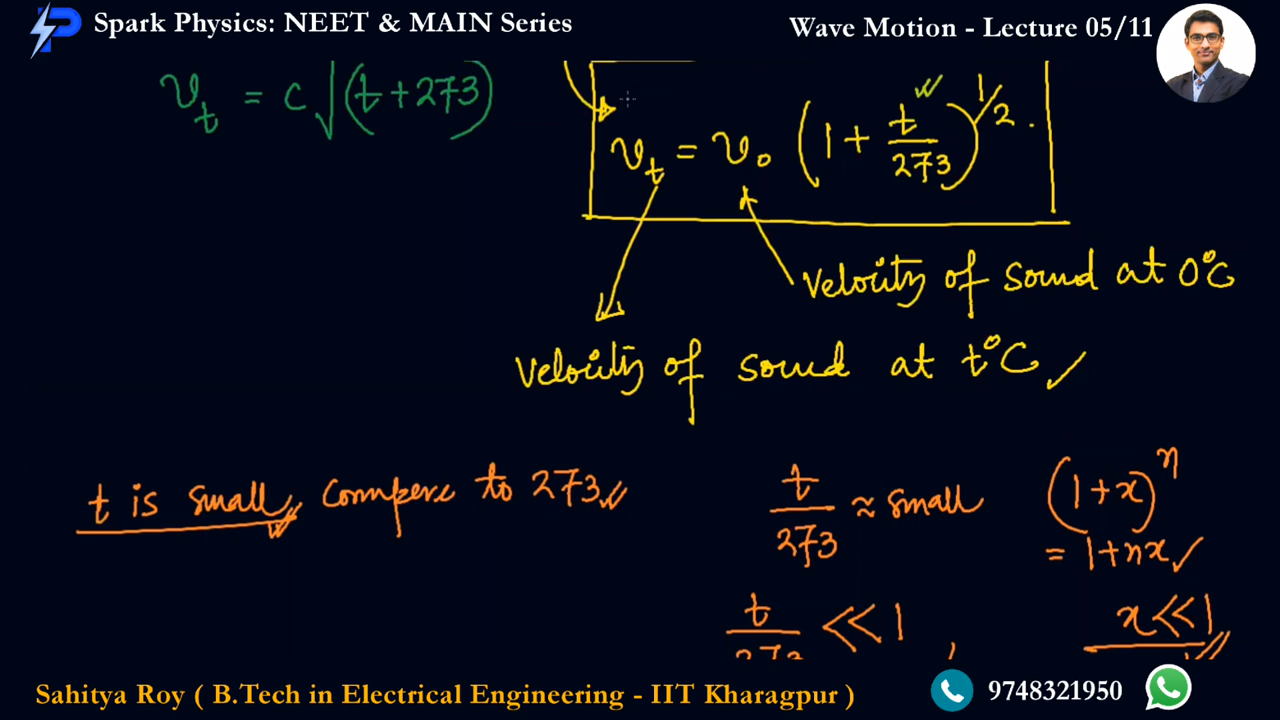 Spark Physics: NEET & MAIN Series
Wave Motion - Lecture 05/11
v_t = c √(t + 273)
v_t = v_0 (1 + t/273)^1/2 .
velocity of sound at 0°C
velocity of sound at t°C
t is small, compere to 273
t/273 ≈ small
(1+x)^n
= 1+nx
t/273 << 1 ,
x<<1
Sahitya Roy ( B.Tech in Electrical Engineering - IIT Kharagpur )
9748321950